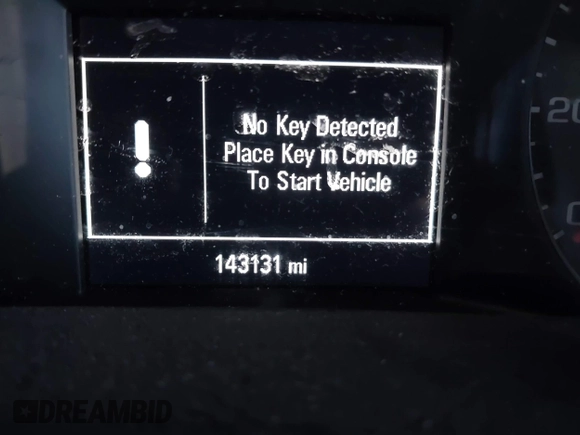 No Key Detected
Place Key in Console
To Start Vehicle
143131 mi
DREAMBID